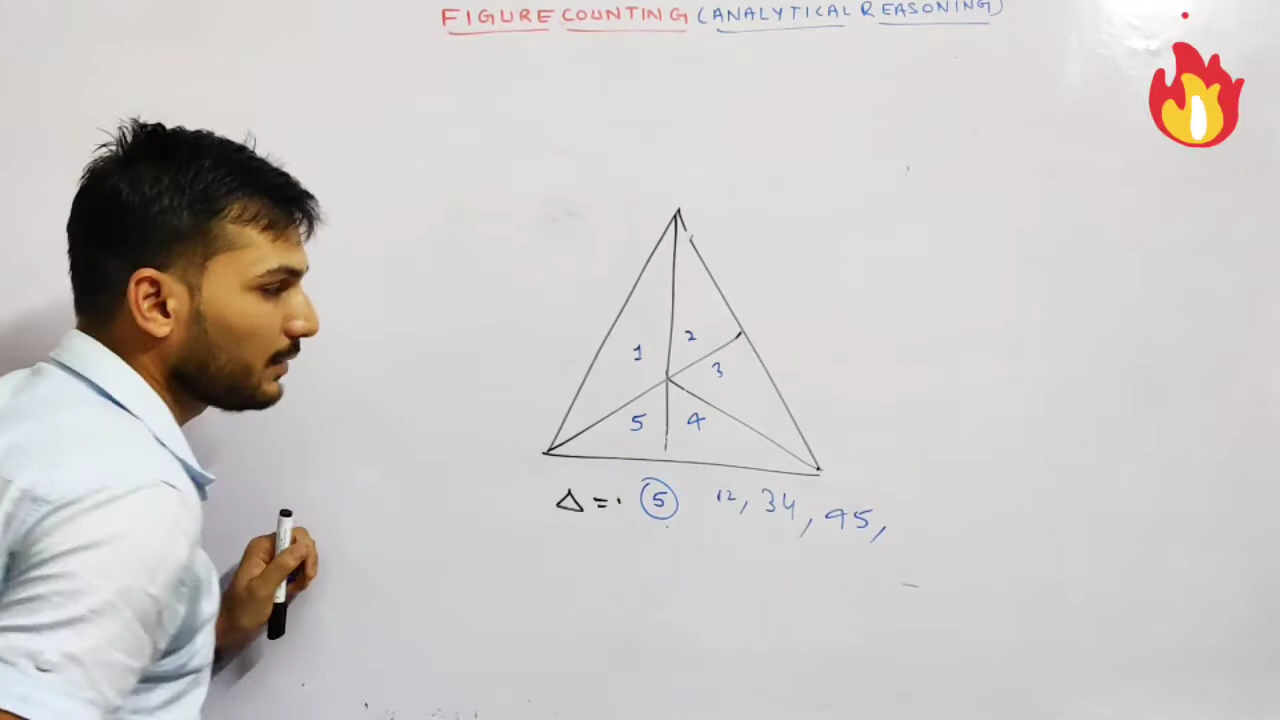 FIGURE COUNTING (ANALYTICAL REASONING)
1 2
3
5 4
Δ = 5 12, 34, 45,